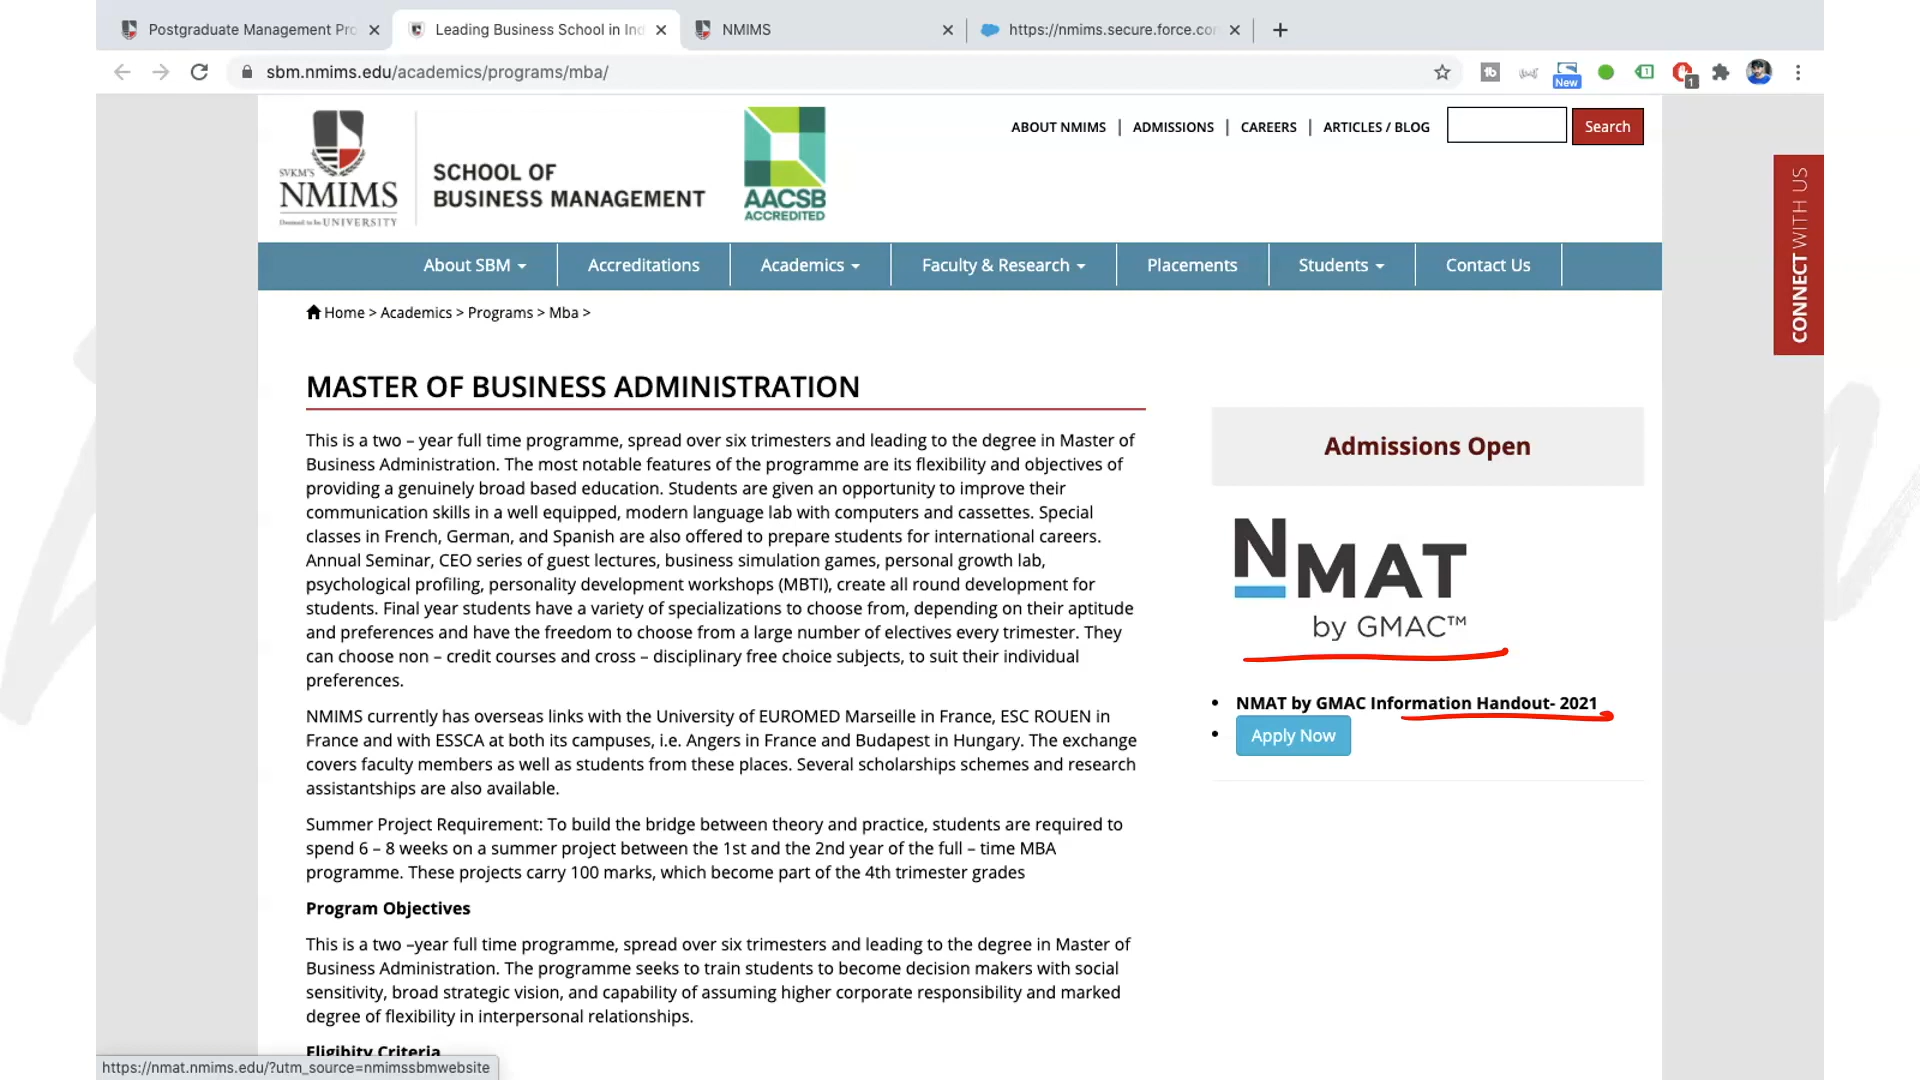 Postgraduate Management Pro
Leading Business School in Ind
NMIMS
https://nmims.secure.force.con
sbm.nmims.edu/academics/programs/mba/
New
1
1
SVKM'S
NMIMS
Deemed to be UNIVERSITY
SCHOOL OF
BUSINESS MANAGEMENT
AACSB
ACCREDITED
ABOUT NMIMS | ADMISSIONS | CAREERS | ARTICLES / BLOG
Search
CONNECT WITH US
About SBM
Accreditations
Academics
Faculty & Research
Placements
Students
Contact Us
Home > Academics > Programs > Mba >
MASTER OF BUSINESS ADMINISTRATION
This is a two – year full time programme, spread over six trimesters and leading to the degree in Master of
Business Administration. The most notable features of the programme are its flexibility and objectives of
providing a genuinely broad based education. Students are given an opportunity to improve their
communication skills in a well equipped, modern language lab with computers and cassettes. Special
classes in French, German, and Spanish are also offered to prepare students for international careers.
Annual Seminar, CEO series of guest lectures, business simulation games, personal growth lab,
psychological profiling, personality development workshops (MBTI), create all round development for
students. Final year students have a variety of specializations to choose from, depending on their aptitude
and preferences and have the freedom to choose from a large number of electives every trimester. They
can choose non – credit courses and cross – disciplinary free choice subjects, to suit their individual
preferences.
NMIMS currently has overseas links with the University of EUROMED Marseille in France, ESC ROUEN in
France and with ESSCA at both its campuses, i.e. Angers in France and Budapest in Hungary. The exchange
covers faculty members as well as students from these places. Several scholarships schemes and research
assistantships are also available.
Summer Project Requirement: To build the bridge between theory and practice, students are required to
spend 6 – 8 weeks on a summer project between the 1st and the 2nd year of the full – time MBA
programme. These projects carry 100 marks, which become part of the 4th trimester grades
Program Objectives
This is a two –year full time programme, spread over six trimesters and leading to the degree in Master of
Business Administration. The programme seeks to train students to become decision makers with social
sensitivity, broad strategic vision, and capability of assuming higher corporate responsibility and marked
degree of flexibility in interpersonal relationships.
Eligibity Criteria
Admissions Open
NMAT
by GMAC™
NMAT by GMAC Information Handout- 2021
Apply Now
https://nmat.nmims.edu/?utm_source=nmimssbmwebsite